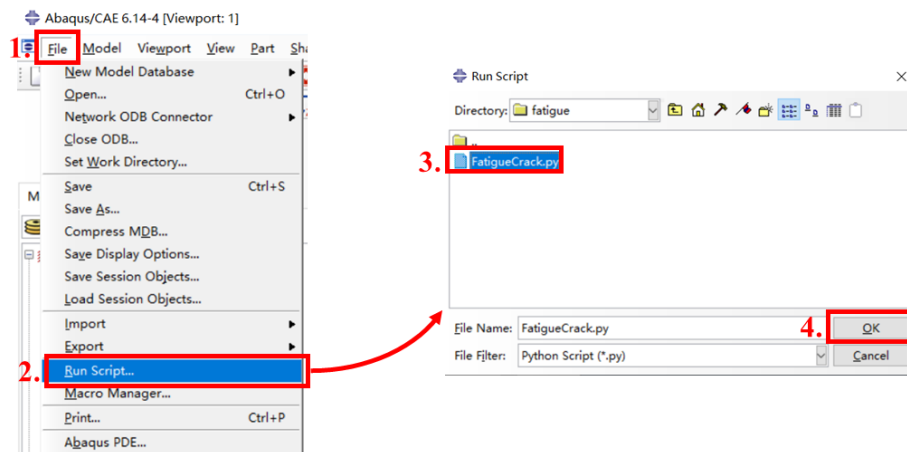 Abaqus/CAE 6.14-4 [Viewport: 1]
1. File Model Viewport View Part Sha
New Model Database
Open... Ctrl+O
Network ODB Connector
Close ODB...
Set Work Directory...
Save Ctrl+S
Save As...
M
Compress MDB...
Save Display Options...
Save Session Objects...
Load Session Objects...
Import
Export
2. Run Script...
Macro Manager...
Print... Ctrl+P
Abaqus PDE...
Run Script
Directory: fatigue
..
3. FatigueCrack.py
File Name: FatigueCrack.py 4. OK
File Filter: Python Script (*.py) Cancel